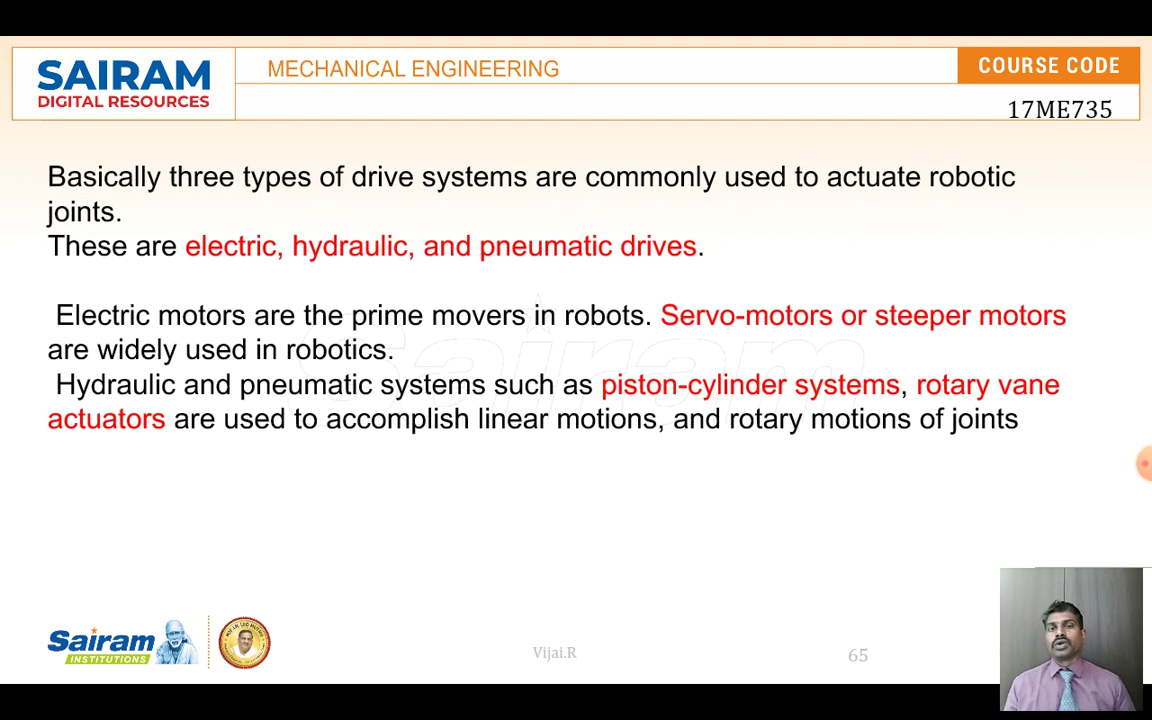 SAIRAM
DIGITAL RESOURCES
MECHANICAL ENGINEERING
COURSE CODE
17ME735
Basically three types of drive systems are commonly used to actuate robotic
joints.
These are electric, hydraulic, and pneumatic drives.
Electric motors are the prime movers in robots. Servo-motors or steeper motors
are widely used in robotics.
Hydraulic and pneumatic systems such as piston-cylinder systems, rotary vane
actuators are used to accomplish linear motions, and rotary motions of joints
Sairam
Sairam
INSTITUTIONS
Vijai.R
65